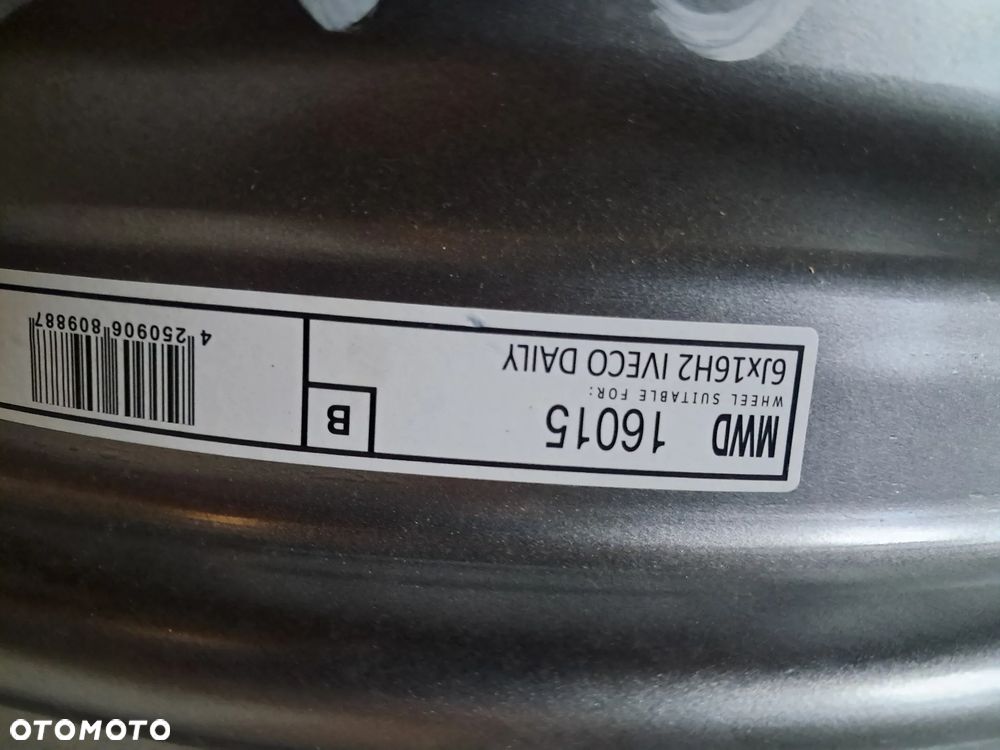 MWD 16015
WHEEL SUITABLE FOR:
6Jx16H2 IVECO DAILY
B
4 250906 809887
OTOMOTO